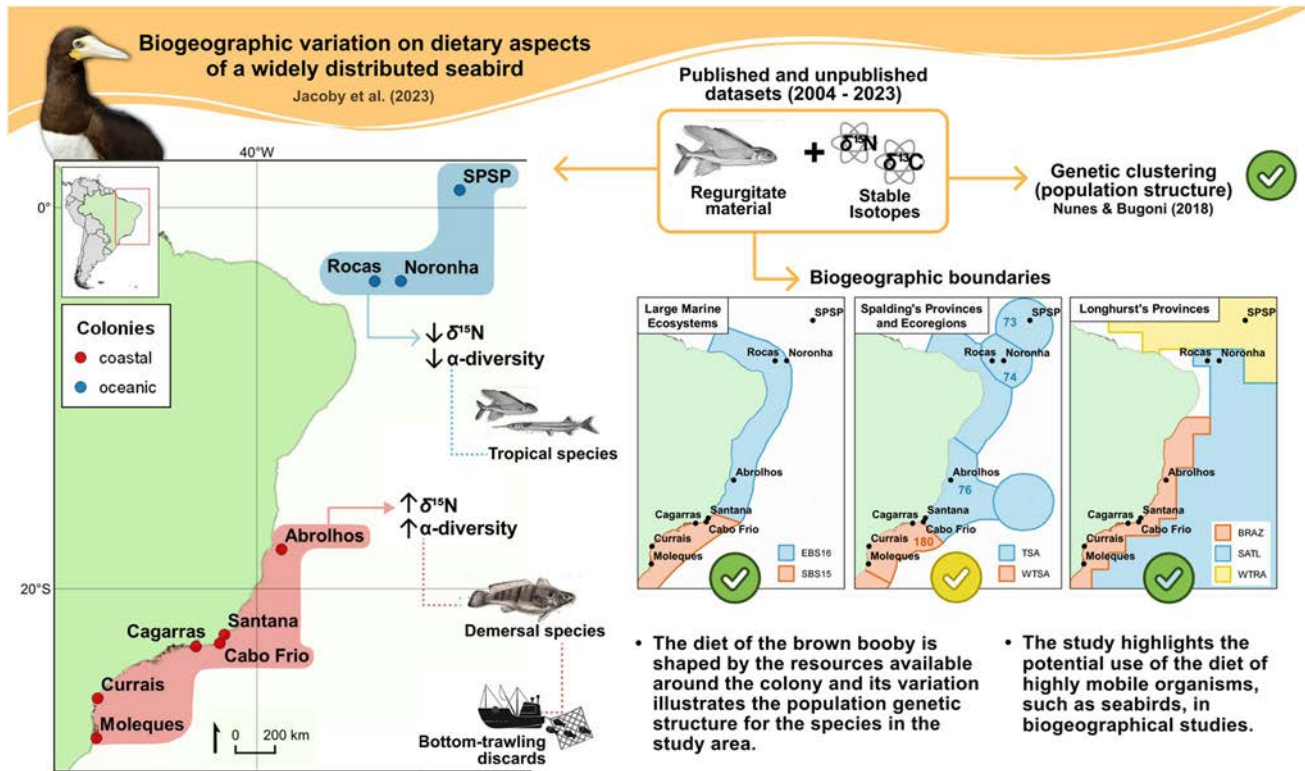 Biogeographic variation on dietary aspects
of a widely distributed seabird
Jacoby et al. (2023)
Published and unpublished
datasets (2004 - 2023)
Regurgitate
material
+
δ¹⁵N
δ¹³C
Stable
Isotopes
Genetic clustering
(population structure)
Nunes & Bugoni (2018)
40°W
0°
20°S
SPSP
Rocas
Noronha
Colonies
coastal
oceanic
↓ δ¹⁵N
↓ α-diversity
Tropical species
↑ δ¹⁵N
↑ α-diversity
Abrolhos
Demersal species
Santana
Cagarras
Cabo Frio
Currais
Moleques
0 200 km
Bottom-trawling
discards
Biogeographic boundaries
Large Marine
Ecosystems
SPSP
Rocas
Noronha
Abrolhos
Santana
Cagarras
Cabo Frio
Currais
Moleques
EBS16
SBS15
Spalding's Provinces
and Ecoregions
SPSP
73
Rocas
Noronha
74
Abrolhos
76
Santana
Cagarras
Cabo Frio
Currais
180
Moleques
TSA
WTSA
Longhurst's Provinces
SPSP
Rocas
Noronha
Abrolhos
Santana
Cagarras
Cabo Frio
Currais
Moleques
BRAZ
SATL
WTRA
• The diet of the brown booby is
shaped by the resources available
around the colony and its variation
illustrates the population genetic
structure for the species in the
study area.
• The study highlights the
potential use of the diet of
highly mobile organisms,
such as seabirds, in
biogeographical studies.